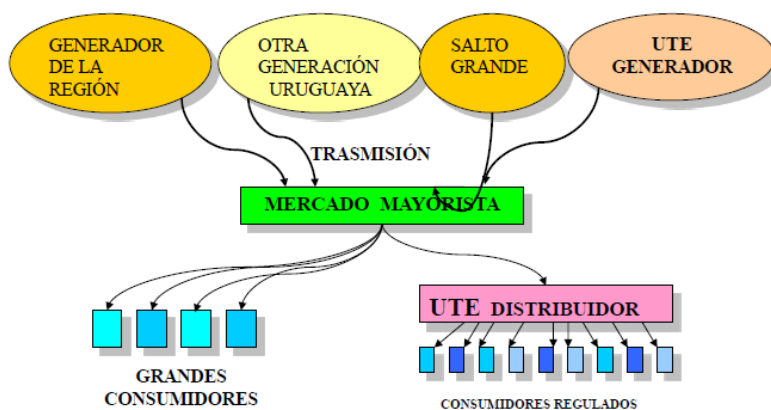 GENERADOR
DE LA
REGIÓN
OTRA
GENERACIÓN
URUGUAYA
SALTO
GRANDE
UTE
GENERADOR
TRASMISIÓN
MERCADO MAYORISTA
UTE DISTRIBUIDOR
GRANDES
CONSUMIDORES
CONSUMIDORES REGULADOS